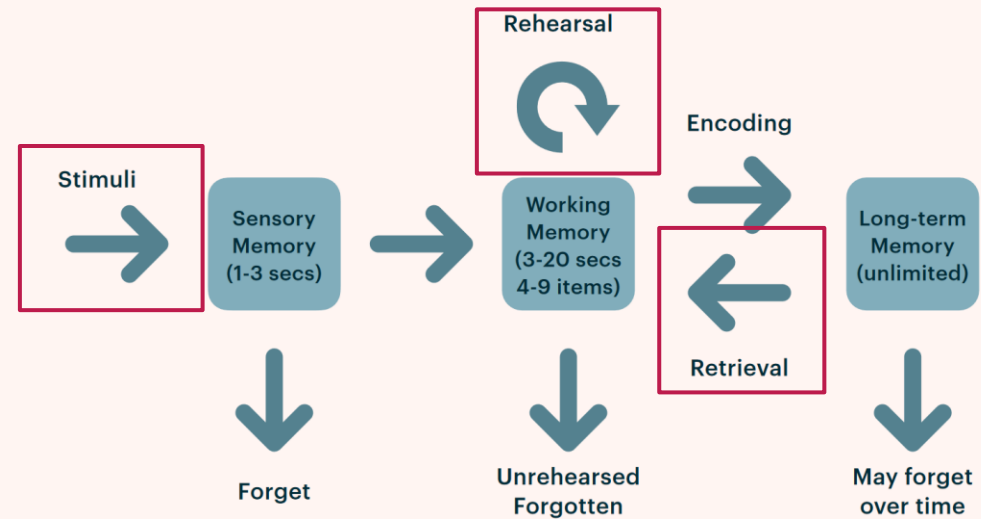 Rehearsal
Encoding
Stimuli
Sensory
Memory
(1-3 secs)
Working
Memory
(3-20 secs
4-9 items)
Long-term
Memory
(unlimited)
Retrieval
Forget
Unrehearsed
Forgotten
May forget
over time